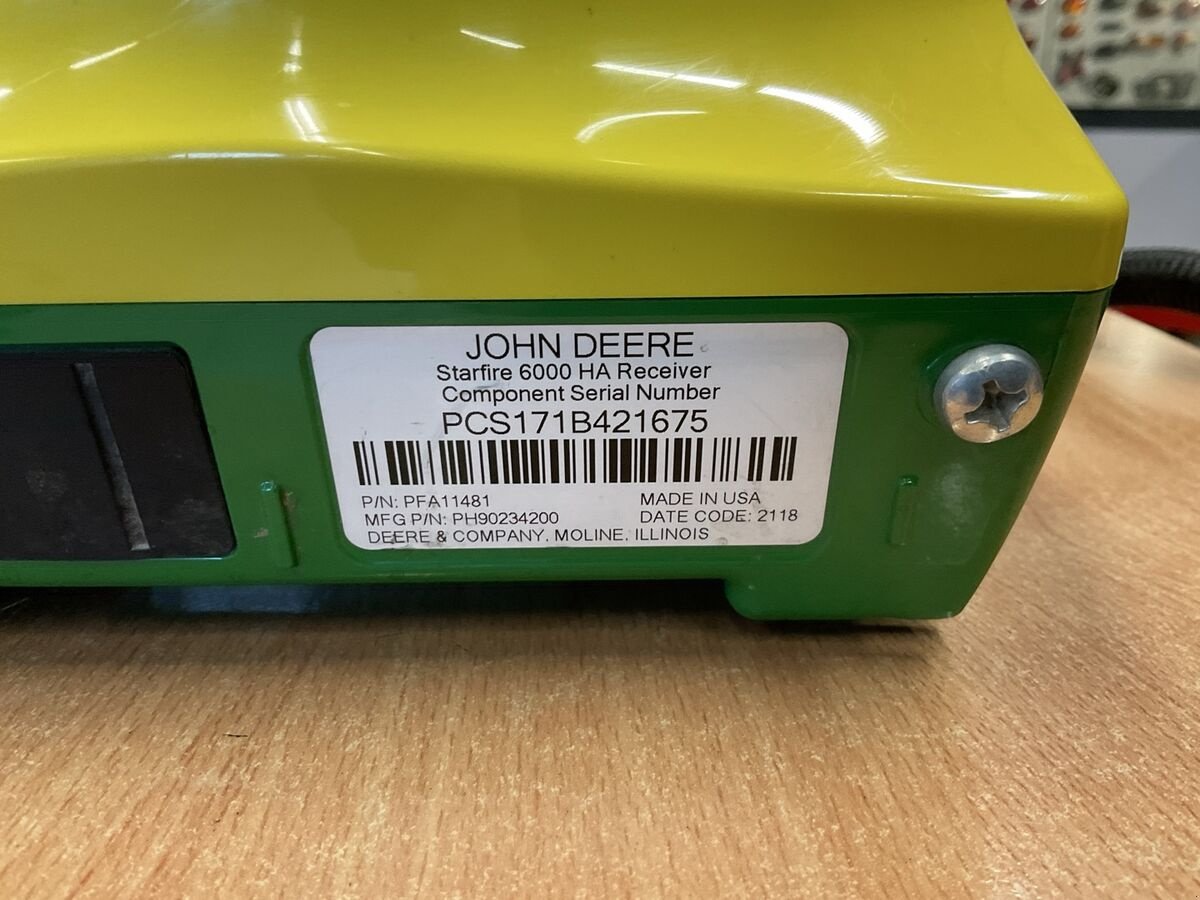 JOHN DEERE
Starfire 6000 HA Receiver
Component Serial Number
PCS171B421675
P/N: PFA11481
MADE IN USA
MFG P/N: PH90234200
DATE CODE: 2118
DEERE & COMPANY, MOLINE, ILLINOIS